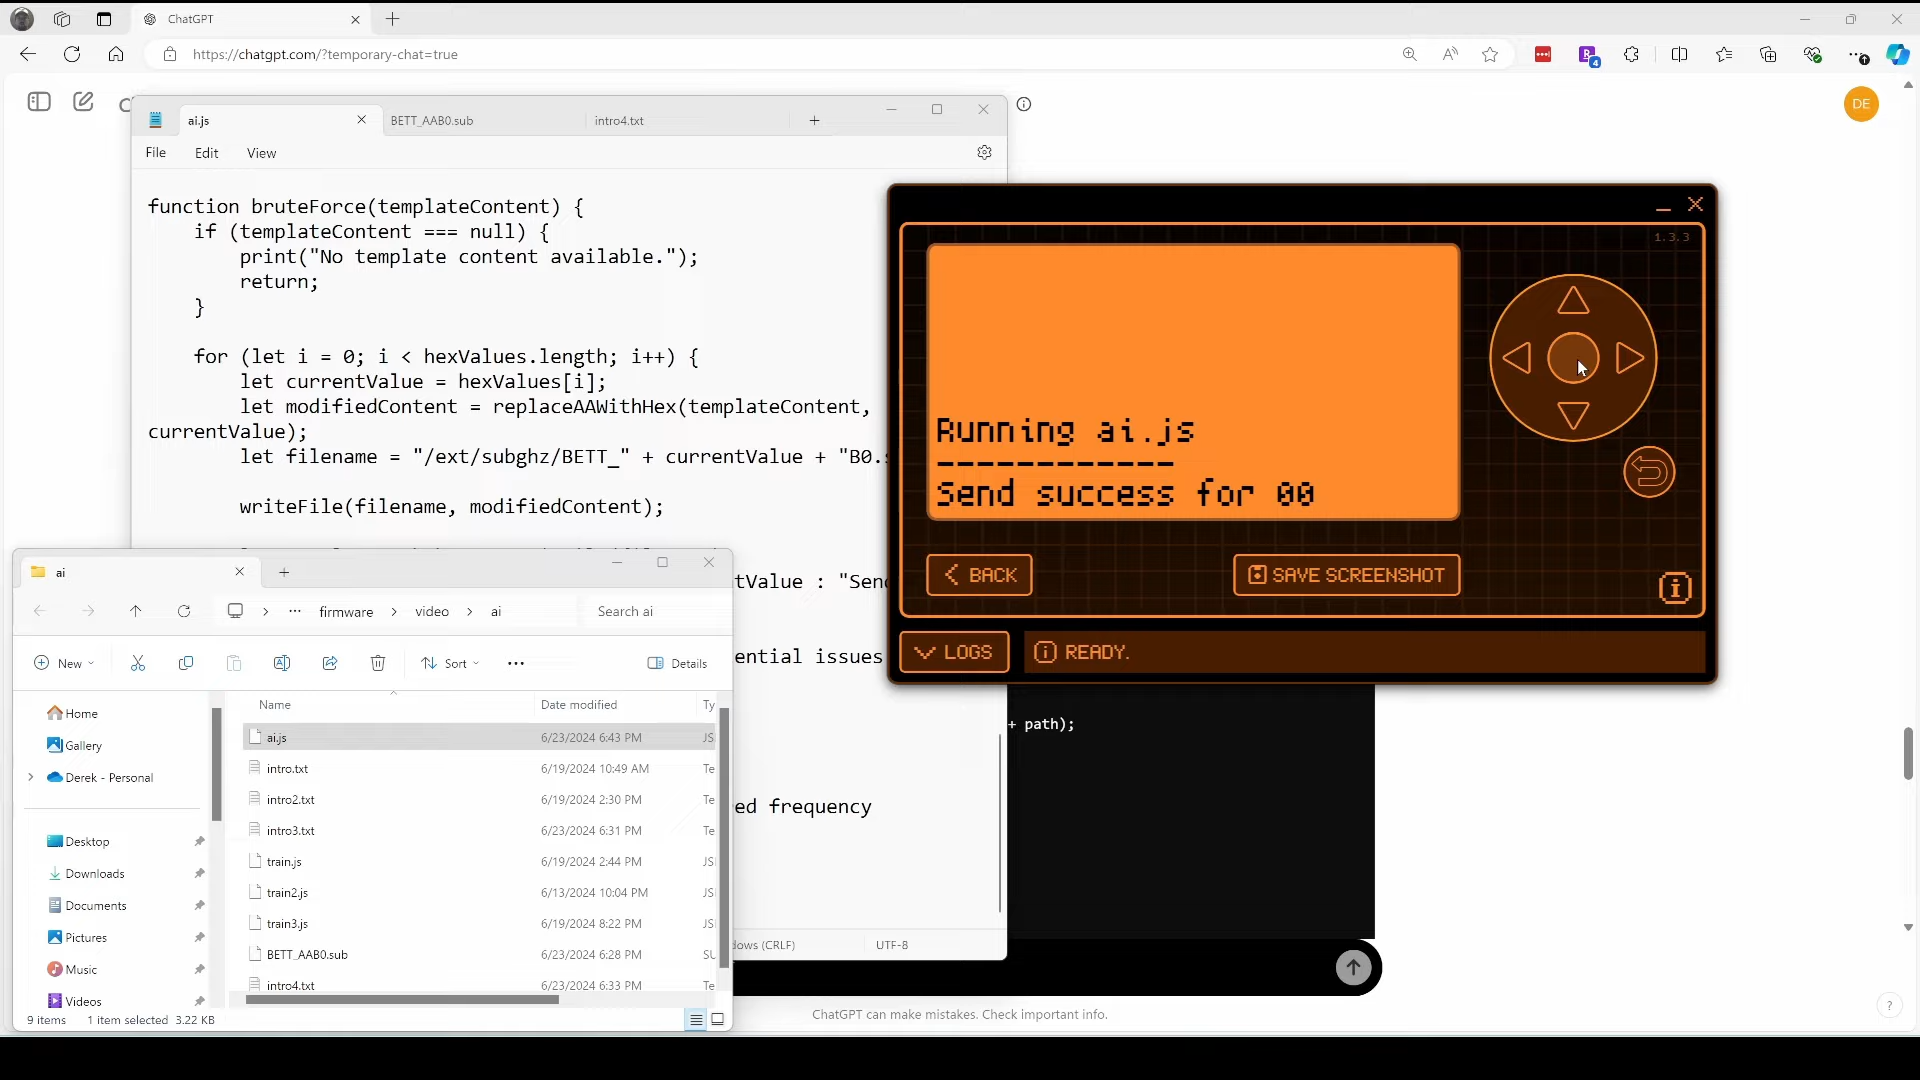 ChatGPT
https://chatgpt.com/?temporary-chat=true
4
DE
ai.js
BETT_AAB0.sub
intro4.txt
File Edit View
function bruteForce(templateContent) {
if (templateContent === null) {
print("No template content available.");
return;
}
for (let i = 0; i < hexValues.length; i++) {
let currentValue = hexValues[i];
let modifiedContent = replaceAAWithHex(templateContent,
currentValue);
let filename = "/ext/subghz/BETT_" + currentValue + "B0.s
writeFile(filename, modifiedContent);
tValue : "Send
ential issues
ed frequency
dows (CRLF)
UTF-8
+ path);
1.3.3
Running ai.js
------------
Send success for 00
BACK
SAVE SCREENSHOT
LOGS
READY.
ai
firmware > video > ai
Search ai
New
Sort
Details
Name Date modified Ty
Home
Gallery
Derek - Personal
Desktop
Downloads
Documents
Pictures
Music
Videos
ai.js 6/23/2024 6:43 PM JS
intro.txt 6/19/2024 10:49 AM Te
intro2.txt 6/19/2024 2:30 PM Te
intro3.txt 6/23/2024 6:31 PM Te
train.js 6/19/2024 2:44 PM JS
train2.js 6/13/2024 10:04 PM JS
train3.js 6/19/2024 8:22 PM JS
BETT_AAB0.sub 6/23/2024 6:28 PM SU
intro4.txt 6/23/2024 6:33 PM Te
9 items 1 item selected 3.22 KB
ChatGPT can make mistakes. Check important info.
?